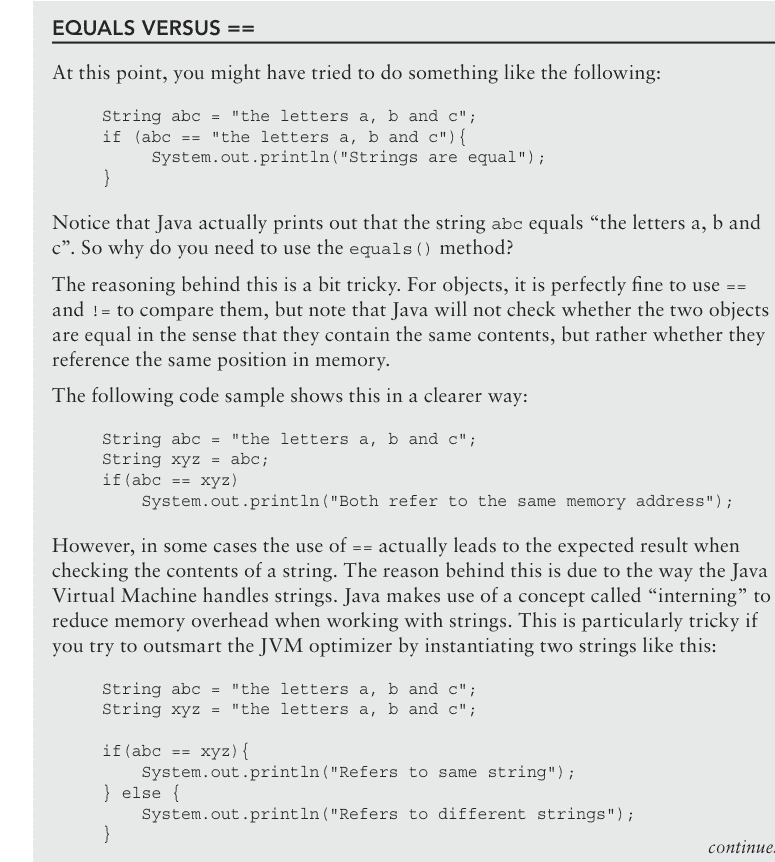 EQUALS VERSUS ==
At this point, you might have tried to do something like the following:
String abc = "the letters a, b and c";
if (abc == "the letters a, b and c"){
System.out.println("Strings are equal");
}
Notice that Java actually prints out that the string abc equals “the letters a, b and
c”. So why do you need to use the equals() method?
The reasoning behind this is a bit tricky. For objects, it is perfectly fine to use ==
and != to compare them, but note that Java will not check whether the two objects
are equal in the sense that they contain the same contents, but rather whether they
reference the same position in memory.
The following code sample shows this in a clearer way:
String abc = "the letters a, b and c";
String xyz = abc;
if(abc == xyz)
System.out.println("Both refer to the same memory address");
However, in some cases the use of == actually leads to the expected result when
checking the contents of a string. The reason behind this is due to the way the Java
Virtual Machine handles strings. Java makes use of a concept called “interning” to
reduce memory overhead when working with strings. This is particularly tricky if
you try to outsmart the JVM optimizer by instantiating two strings like this:
String abc = "the letters a, b and c";
String xyz = "the letters a, b and c";
if(abc == xyz){
System.out.println("Refers to same string");
} else {
System.out.println("Refers to different strings");
}
continue